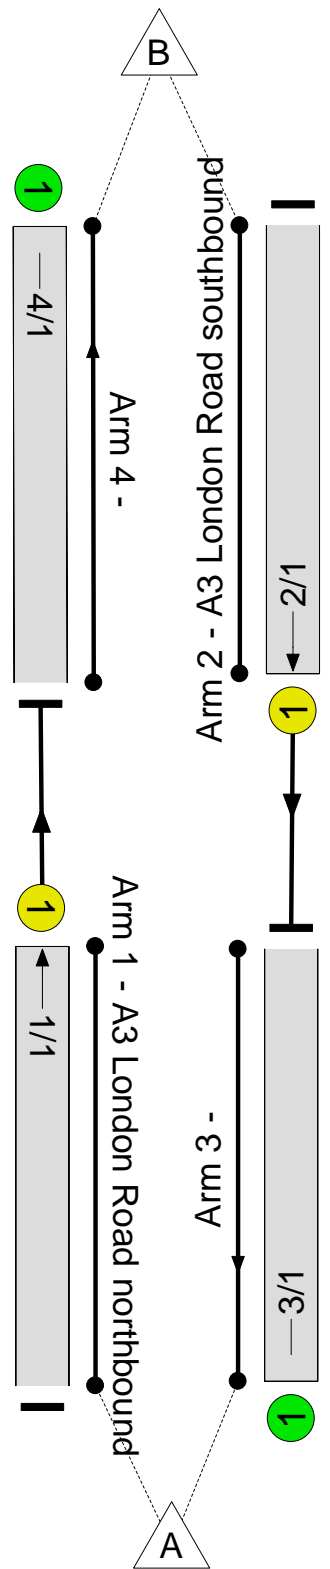 B
1
4/1
Arm 4 -
Arm 2 - A3 London Road southbound
2/1
1
1
1/1
Arm 1 - A3 London Road northbound
Arm 3 -
3/1
1
A